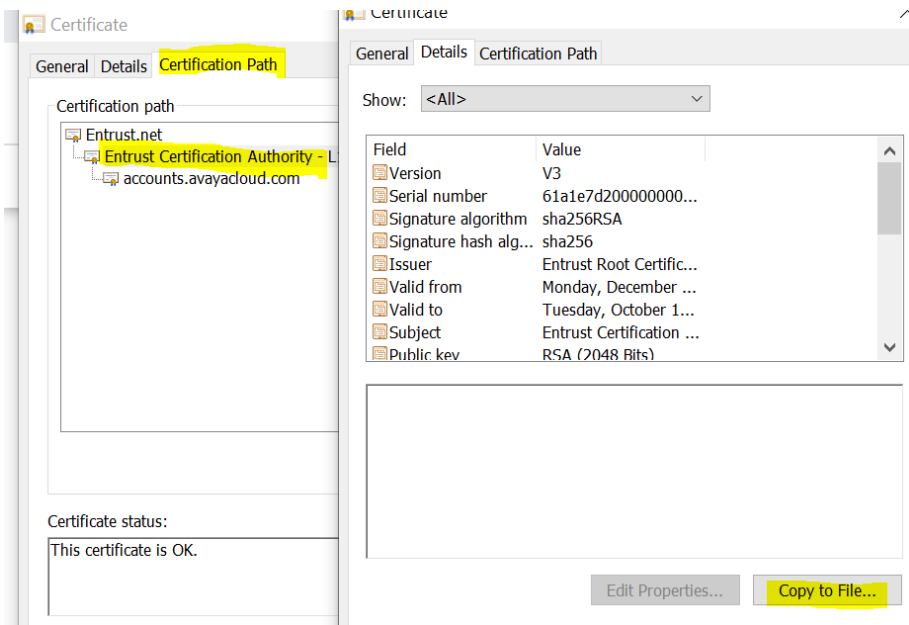 Certificate
General Details Certification Path
Certification path
Entrust.net
Entrust Certification Authority - L
accounts.avayacloud.com
Certificate status:
This certificate is OK.
Certificate
General Details Certification Path
Show: <All>
Field Value
Version V3
Serial number 61a1e7d200000000...
Signature algorithm sha256RSA
Signature hash alg... sha256
Issuer Entrust Root Certific...
Valid from Monday, December ...
Valid to Tuesday, October 1...
Subject Entrust Certification ...
Public key RSA (2048 Bits)
Edit Properties... Copy to File...